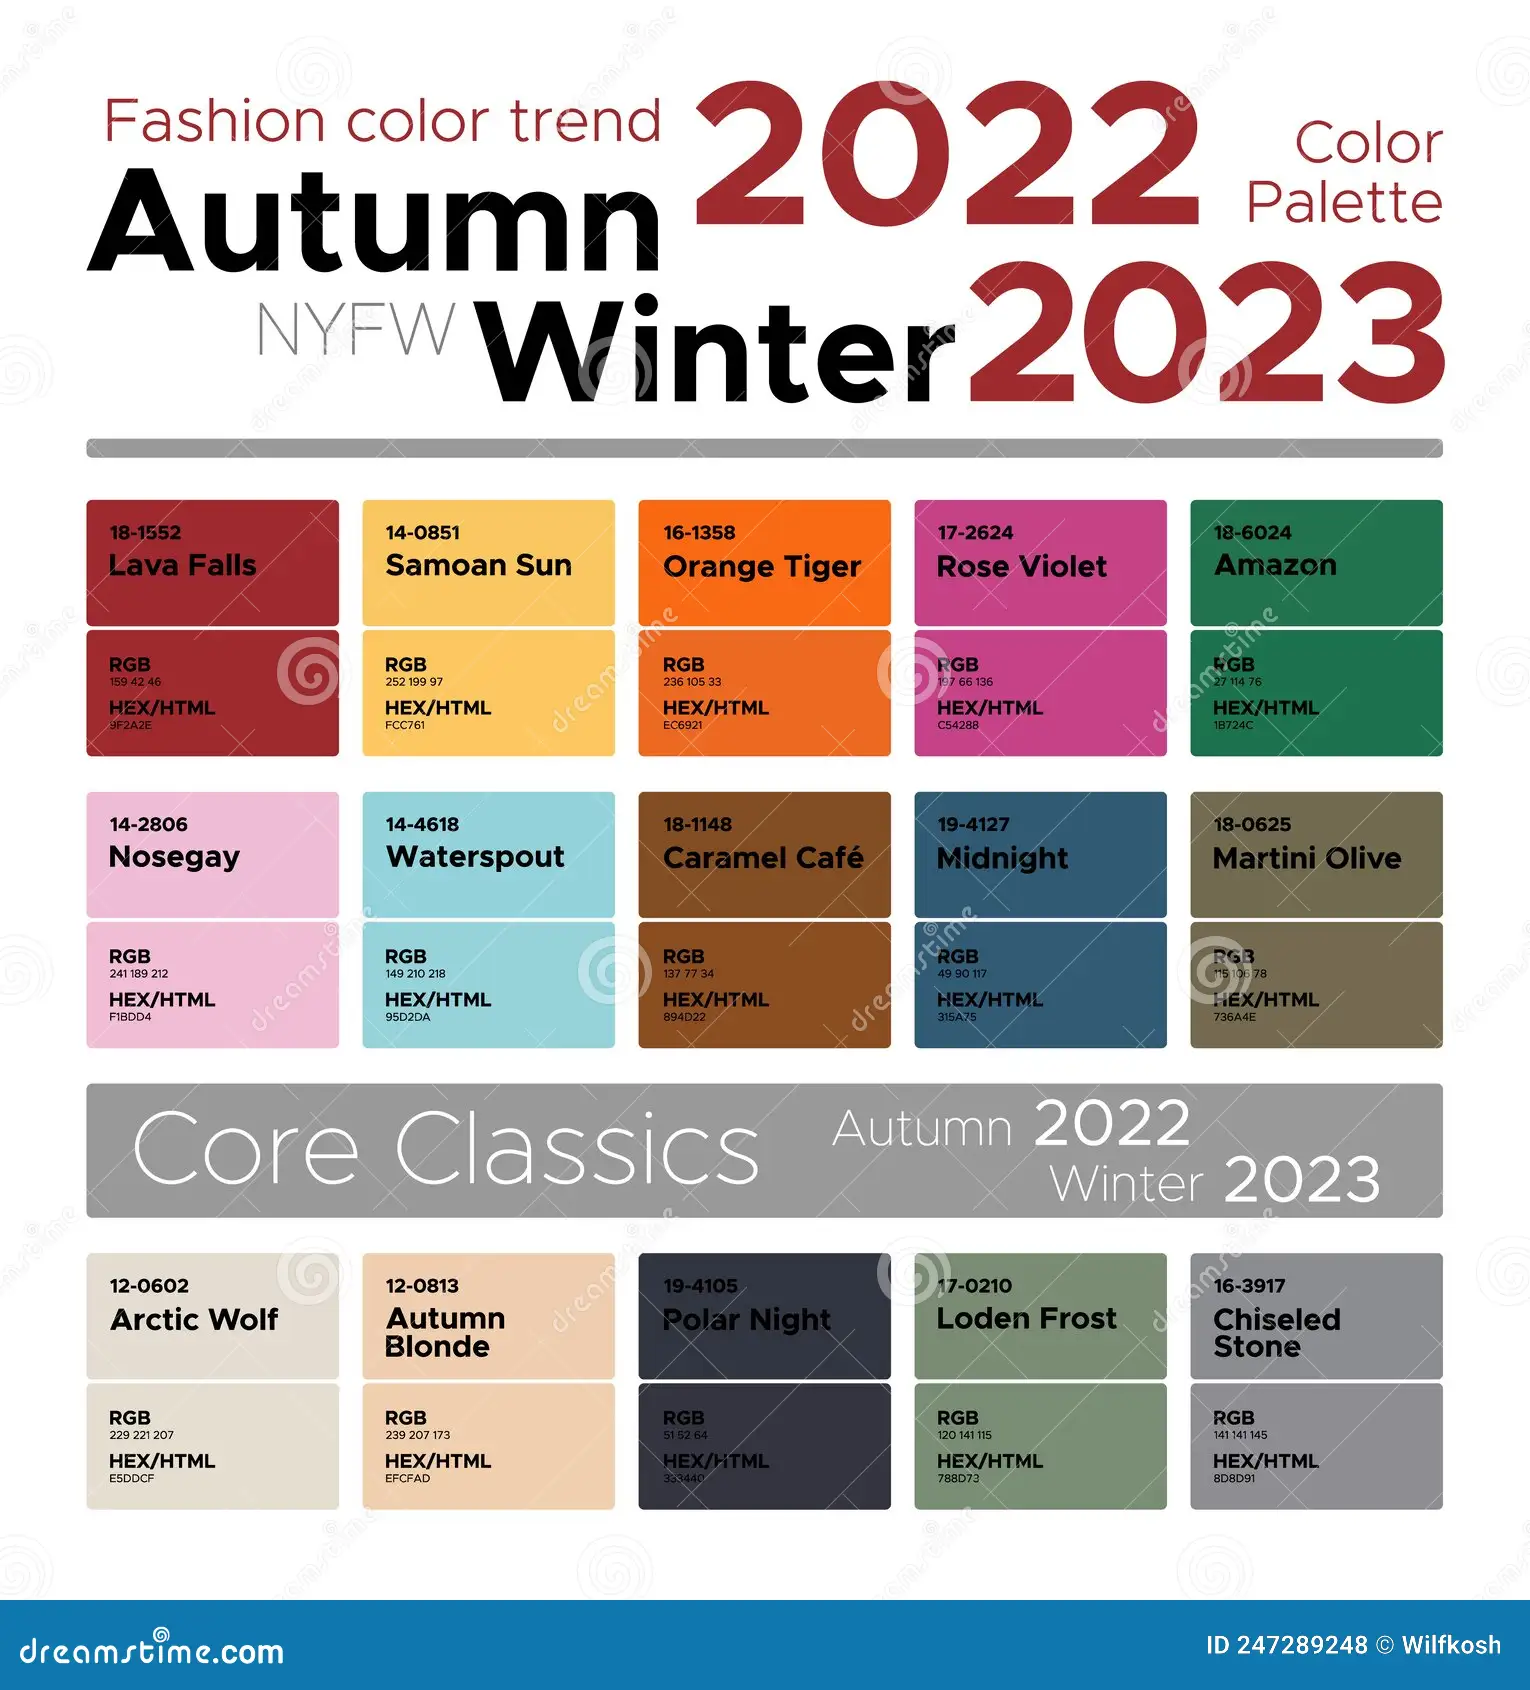 Fashion color trend 2022 Color
Autumn Palette
NYFW Winter 2023
18-1552
Lava Falls
RGB
159 42 46
HEX/HTML
9F2A2E
14-0851
Samoan Sun
RGB
252 199 97
HEX/HTML
FCC761
16-1358
Orange Tiger
RGB
236 105 33
HEX/HTML
EC6921
17-2624
Rose Violet
RGB
197 66 136
HEX/HTML
C54288
18-6024
Amazon
RGB
27 114 76
HEX/HTML
1B724C
14-2806
Nosegay
RGB
241 189 212
HEX/HTML
F1BDD4
14-4618
Waterspout
RGB
149 210 218
HEX/HTML
95D2DA
18-1148
Caramel Café
RGB
137 77 34
HEX/HTML
894D22
19-4127
Midnight
RGB
49 90 117
HEX/HTML
315A75
18-0625
Martini Olive
RGB
115 106 78
HEX/HTML
736A4E
Core Classics Autumn 2022
Winter 2023
12-0602
Arctic Wolf
RGB
229 221 207
HEX/HTML
E5DDCF
12-0813
Autumn
Blonde
RGB
239 207 173
HEX/HTML
EFCFAD
19-4105
Polar Night
RGB
51 52 64
HEX/HTML
333440
17-0210
Loden Frost
RGB
120 141 115
HEX/HTML
788D73
16-3917
Chiseled
Stone
RGB
141 141 145
HEX/HTML
8D8D91
dreamstime.com ID 247289248 © Wilfkosh